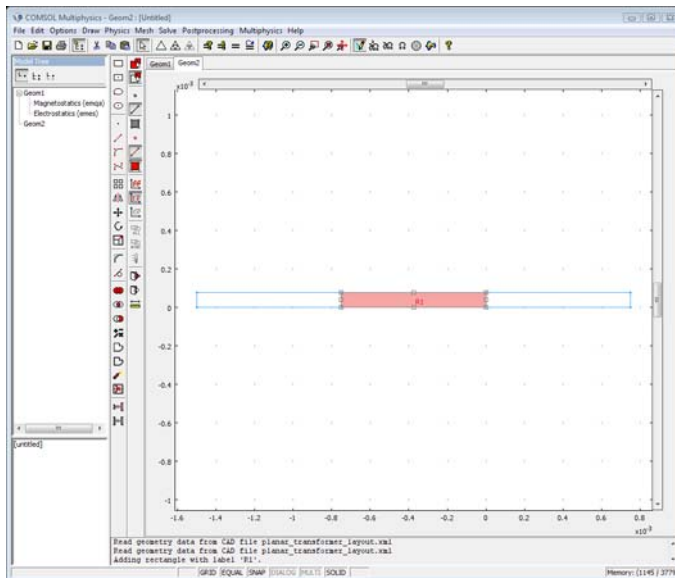 COMSOL Multiphysics - Geom2 : [Untitled]
File Edit Options Draw Physics Mesh Solve Postprocessing Multiphysics Help
Model Tree
Geom1 Geom2
Geom1
Magnetostatics (emqa)
Electrostatics (emes)
Geom2
x10⁻³
1
0.8
0.6
0.4
0.2
0
-0.2
-0.4
-0.6
-0.8
-1
R1
-1.6 -1.4 -1.2 -1 -0.8 -0.6 -0.4 -0.2 0 0.2 0.4 0.6 0.8
x10⁻³
[untitled]
Read geometry data from CAD file planar_transformer_layout.xml
Read geometry data from CAD file planar_transformer_layout.xml
Adding rectangle with label 'R1'.
GRID EQUAL SNAP DIALOG MULTI SOLID
Memory: (1145 /